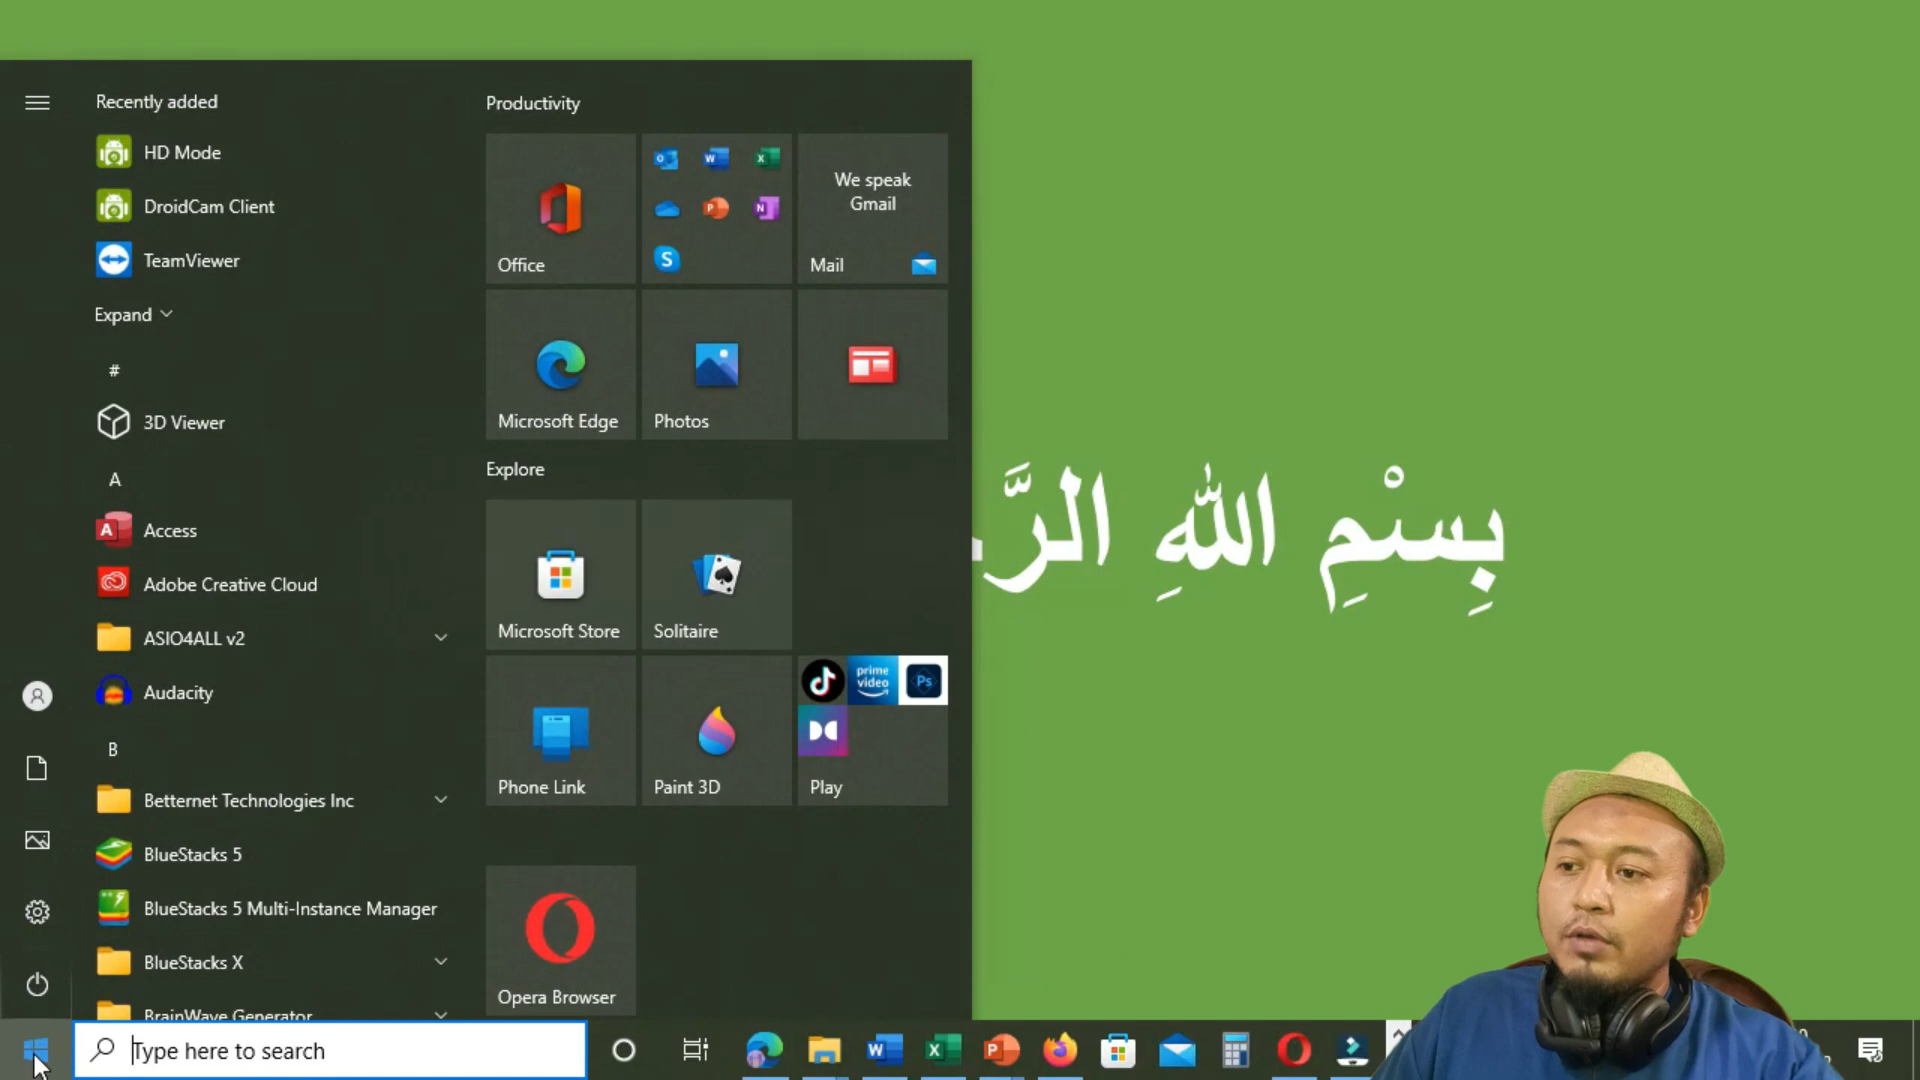 Recently added
HD Mode
DroidCam Client
TeamViewer
Expand
#
3D Viewer
A
Access
Adobe Creative Cloud
ASIO4ALL v2
Audacity
B
Betternet Technologies Inc
BlueStacks 5
BlueStacks 5 Multi-Instance Manager
BlueStacks X
BrainWave Generator
Productivity
Office
We speak
Gmail
Mail
Microsoft Edge
Photos
Explore
Microsoft Store
Solitaire
Phone Link
Paint 3D
prime
video
Ps
Play
Opera Browser
بِسْمِ اللهِ
Type here to search